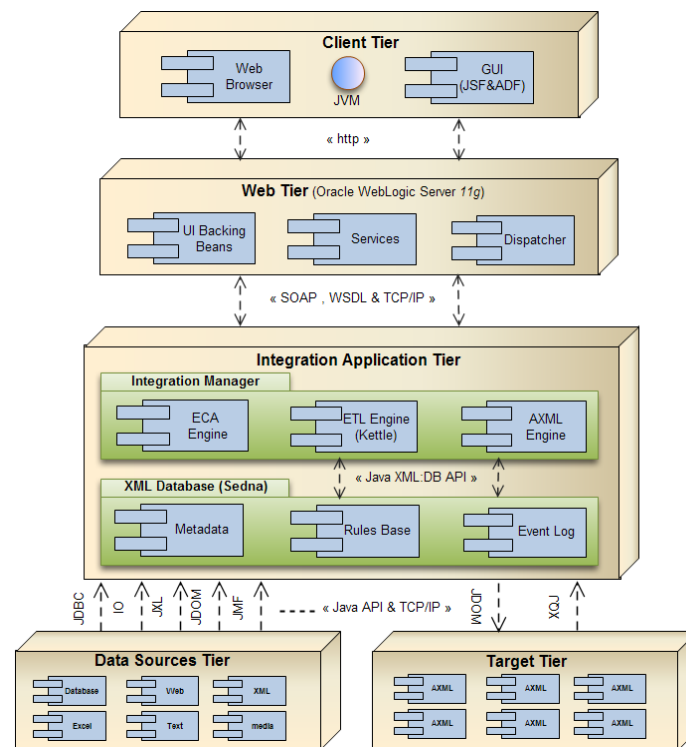 Client Tier
Web
Browser
JVM
GUI
(JSF&ADF)
« http »
Web Tier (Oracle WebLogic Server 11g)
UI Backing
Beans
Services
Dispatcher
« SOAP , WSDL & TCP/IP »
Integration Application Tier
Integration Manager
ECA
Engine
ETL Engine
(Kettle)
AXML
Engine
« Java XML:DB API »
XML Database (Sedna)
Metadata
Rules Base
Event Log
JDBC
IO
JXL
JDOM
JMF
« Java API & TCP/IP »
JDOM
XQJ
Data Sources Tier
Database
Web
XML
Excel
Text
media
Target Tier
AXML
AXML
AXML
AXML
AXML
AXML